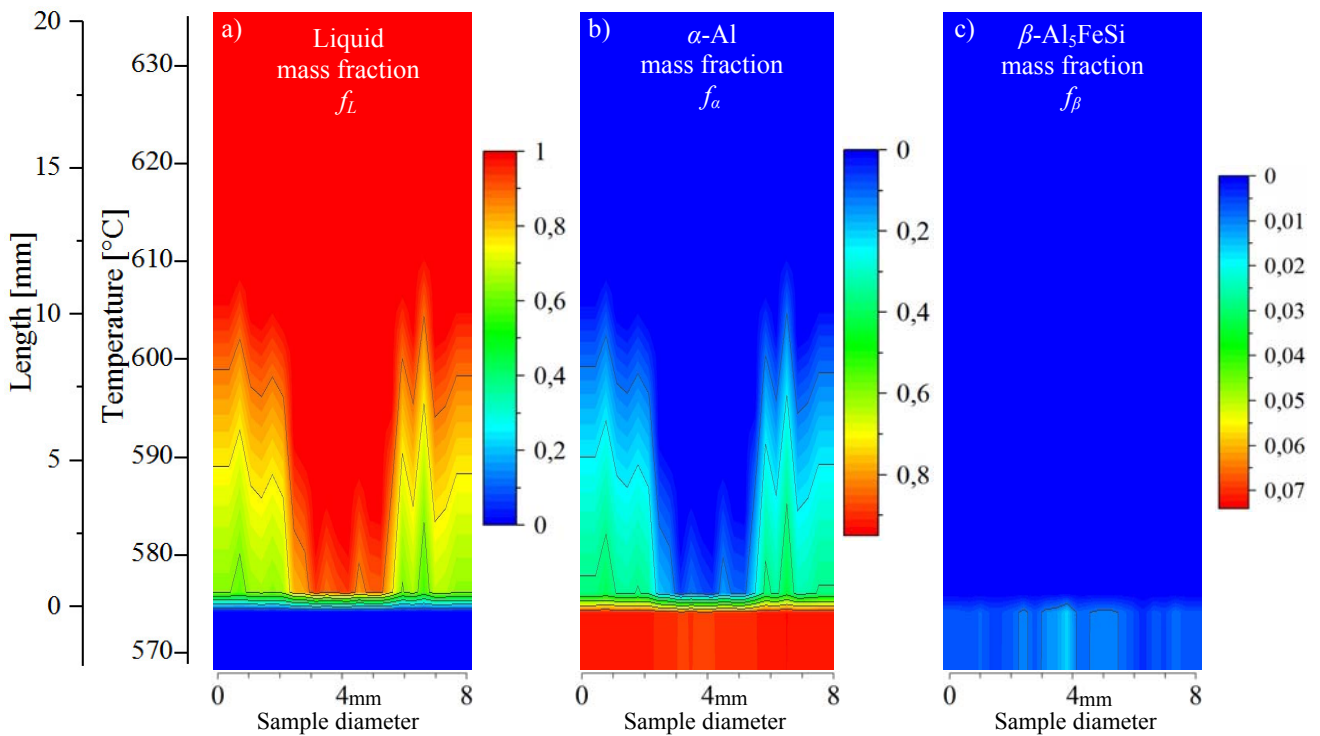 20
15
10
5
0
Length [mm]
630
620
610
600
590
580
570
Temperature [°C]
a)
Liquid
mass fraction
f_L
1
0,8
0,6
0,4
0,2
0
0 4mm 8
Sample diameter
b)
α-Al
mass fraction
f_α
0
0,2
0,4
0,6
0,8
0 4mm 8
Sample diameter
c)
β-Al₅FeSi
mass fraction
f_β
0
0,01
0,02
0,03
0,04
0,05
0,06
0,07
0 4mm 8
Sample diameter